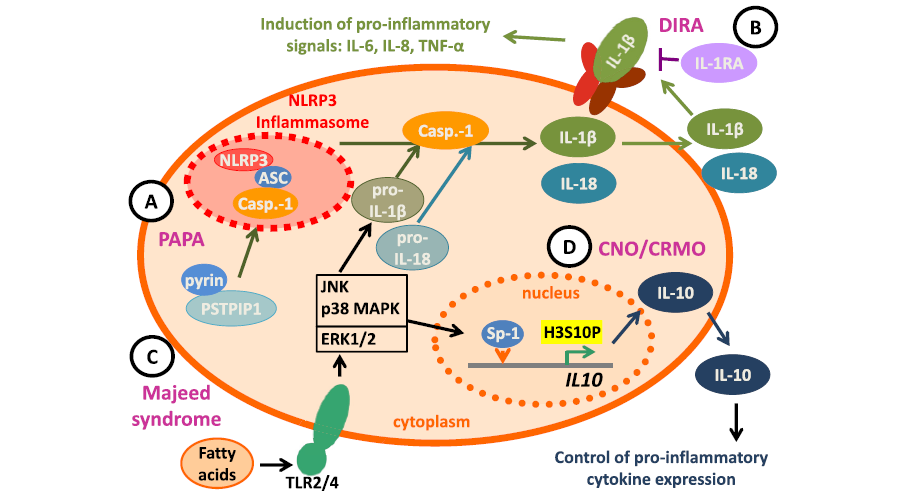 Induction of pro-inflammatory
signals: IL-6, IL-8, TNF-α
IL-1β
DIRA
B
IL-1RA
NLRP3
Inflammasome
NLRP3
ASC
Casp.-1
Casp.-1
IL-1β
IL-18
IL-1β
IL-18
pro-
IL-1β
pro-
IL-18
A
PAPA
pyrin
PSTPIP1
D
CNO/CRMO
JNK
p38 MAPK
ERK1/2
nucleus
Sp-1
H3S10P
IL10
IL-10
IL-10
C
Majeed
syndrome
cytoplasm
Fatty
acids
TLR2/4
Control of pro-inflammatory
cytokine expression